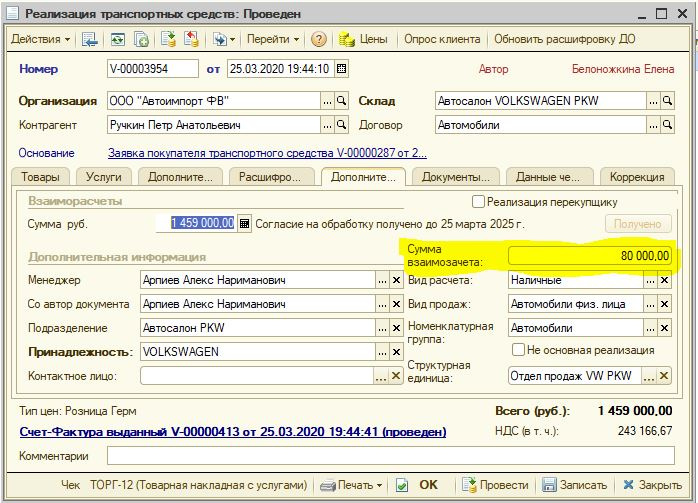 Реализация транспортных средств: Проведен
Действия Перейти ? Цены Опрос клиента Обновить расшифровку ДО
Номер V-00003954 от 25.03.2020 19:44:10 Автор Белоножкина Елена
Организация ООО "Автоимпорт ФВ" ... Склад Автосалон VOLKSWAGEN PKW ...
Контрагент Ручкин Петр Анатольевич ... Договор Автомобили ...
Основание Заявка покупателя транспортного средства V-00000287 от 2...
Товары Услуги Дополните... Расшифро... Дополните... Документы... Данные че... Коррекция
Взаиморасчеты Реализация перекупщику
Сумма руб. 1 459 000,00 Согласие на обработку получено до 25 марта 2025 г. Получено
Дополнительная информация Сумма взаимозачета: 80 000,00
Менеджер Арпиев Алекс Нариманович ... × Вид расчета: Наличные ... ×
Со автор документа Арпиев Алекс Нариманович ... × Вид продаж: Автомобили физ. лица ... ×
Подразделение Автосалон PKW ... × Номенклатурная группа: Автомобили ... ×
Принадлежность: VOLKSWAGEN ... × Не основная реализация
Контактное лицо: ... × Структурная единица: Отдел продаж VW PKW ... ×
Тип цен: Розница Герм Всего (руб.): 1 459 000,00
Счет-Фактура выданный V-00000413 от 25.03.2020 19:44:41 (проведен) НДС (в т. ч.): 243 166,67
Комментарии
Чек ТОРГ-12 (Товарная накладная с услугами) Печать OK Провести Записать Закрыть